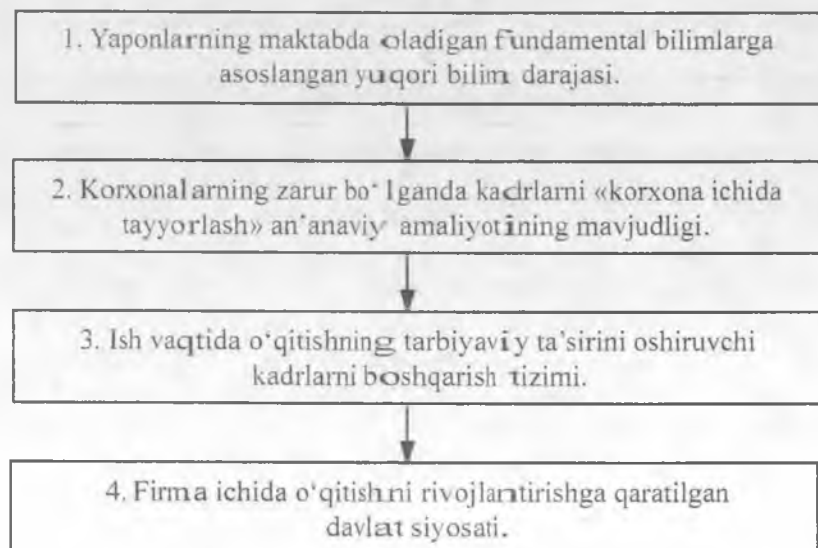 1. Yaponlarning maktabda oladigan fundamental bilimlarga
asoslangan yuqori bilim darajasi.
2. Korxonalarning zarur bo‘lganda kadrlarni «korxona ichida
tayyorlash» an’anaviy amaliyotining mavjudligi.
3. Ish vaqtida o‘qitishning tarbiyaviy ta’sirini oshiruvchi
kadrlarni boshqarish tizimi.
4. Firma ichida o‘qitishni rivojlantirishga qaratilgan
davlat siyosati.